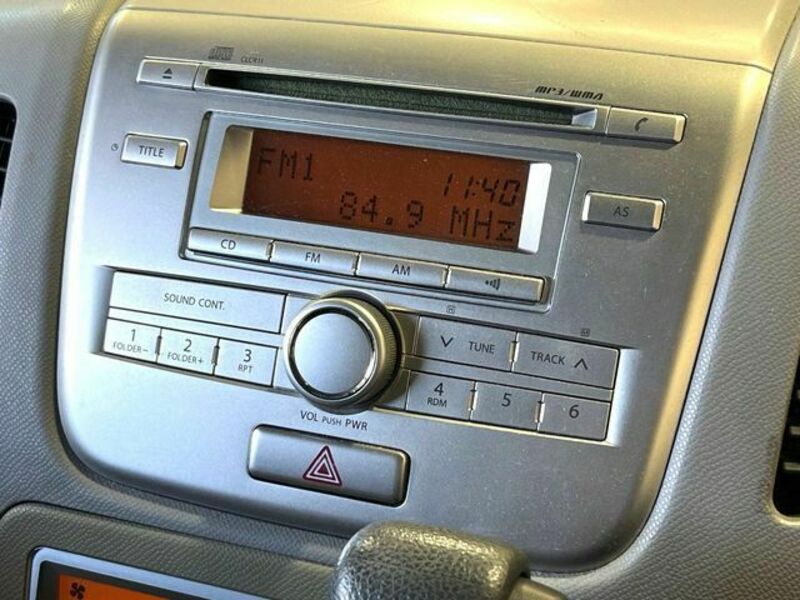 MP3/WMA
TITLE
FM1
11:40
84.9 MHz
AS
CD
FM
AM
SOUND CONT.
TUNE
TRACK
1
FOLDER−
2
FOLDER+
3
RPT
4
RDM
5
6
VOL PUSH PWR